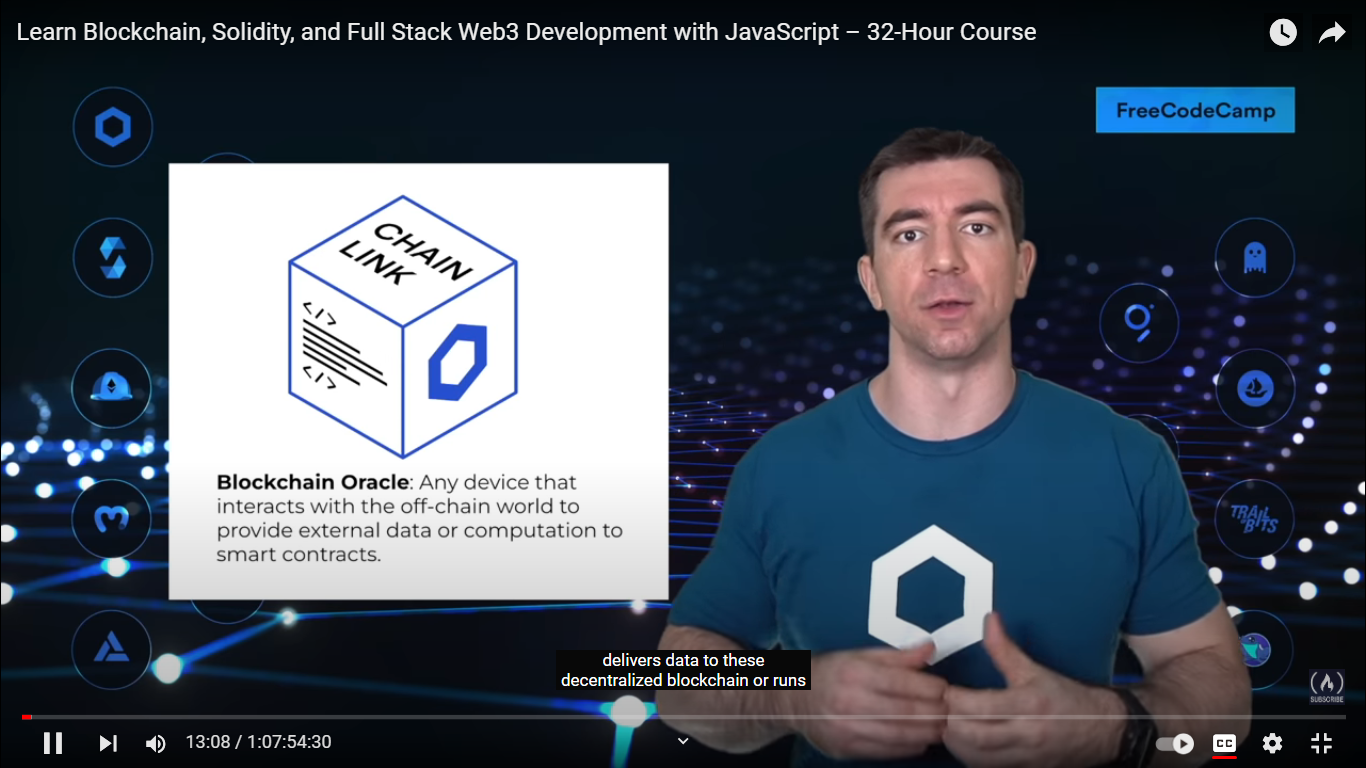 Learn Blockchain, Solidity, and Full Stack Web3 Development with JavaScript – 32-Hour Course
FreeCodeCamp
CHAIN
LINK
</>
</>
Blockchain Oracle: Any device that
interacts with the off-chain world to
provide external data or computation to
smart contracts.
TRAIL
OF BITS
delivers data to these
decentralized blockchain or runs
SUBSCRIBE
13:08 / 1:07:54:30
CC